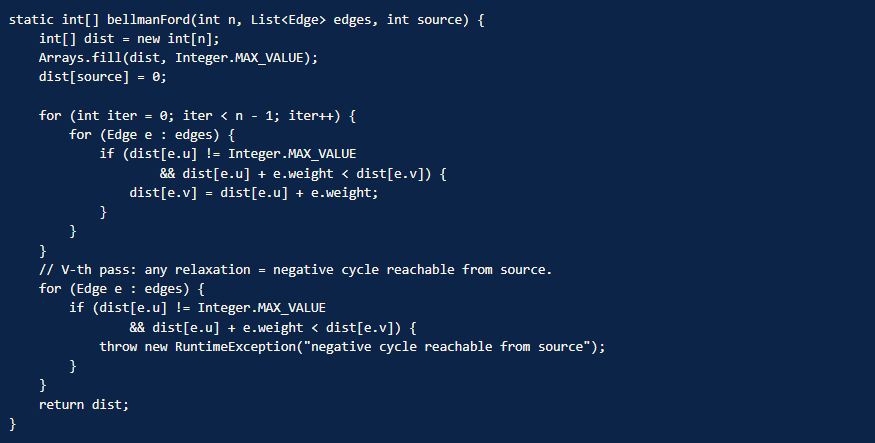 static int[] bellmanFord(int n, List<Edge> edges, int source) {
    int[] dist = new int[n];
    Arrays.fill(dist, Integer.MAX_VALUE);
    dist[source] = 0;

    for (int iter = 0; iter < n - 1; iter++) {
        for (Edge e : edges) {
            if (dist[e.u] != Integer.MAX_VALUE
                    && dist[e.u] + e.weight < dist[e.v]) {
                dist[e.v] = dist[e.u] + e.weight;
            }
        }
    }
    // V-th pass: any relaxation = negative cycle reachable from source.
    for (Edge e : edges) {
        if (dist[e.u] != Integer.MAX_VALUE
                && dist[e.u] + e.weight < dist[e.v]) {
            throw new RuntimeException("negative cycle reachable from source");
        }
    }
    return dist;
}